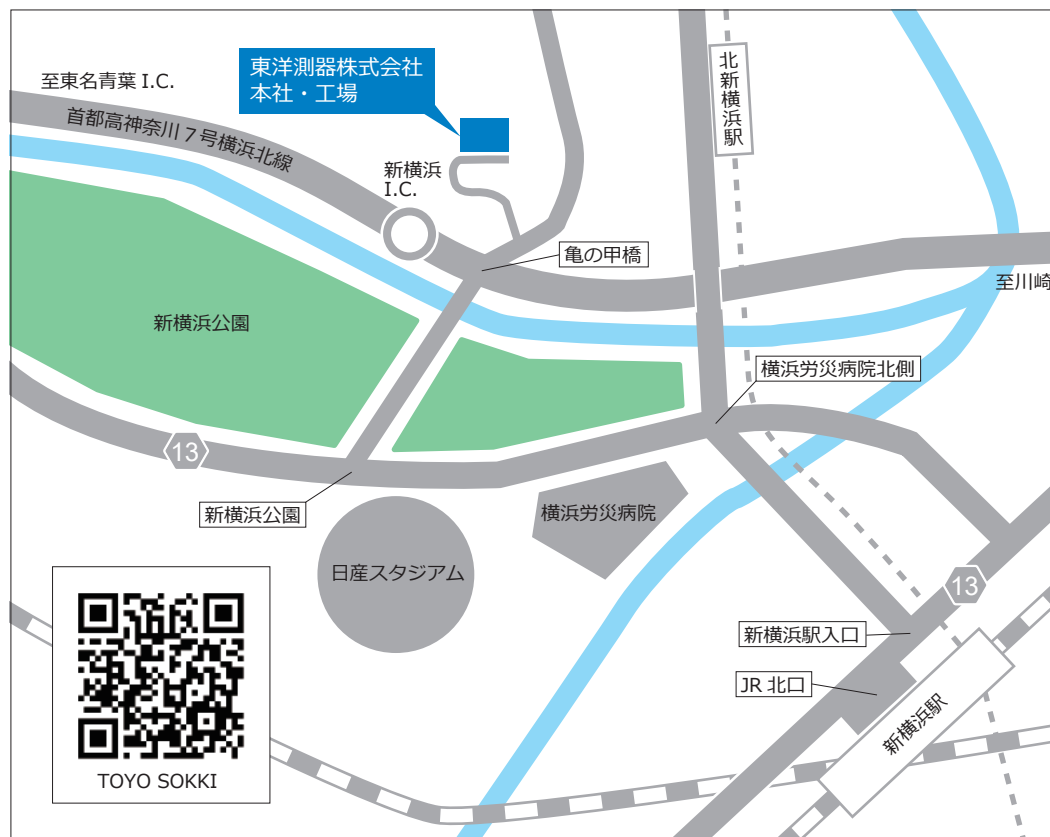 至東名青葉 I.C.
首都高神奈川７号横浜北線
東洋測器株式会社
本社・工場
北新横浜駅
新横浜
I.C.
亀の甲橋
至川崎
新横浜公園
横浜労災病院北側
13
新横浜公園
横浜労災病院
日産スタジアム
13
新横浜駅入口
JR 北口
新横浜駅
TOYO SOKKI